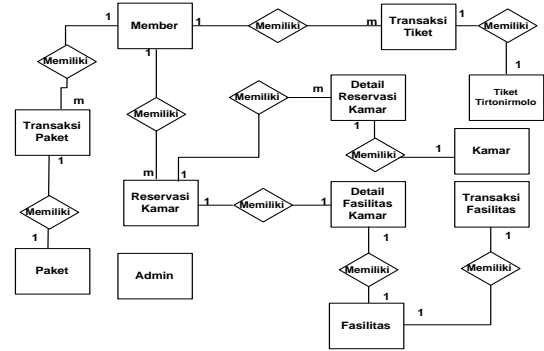 1
Member
1
Memiliki
m
Transaksi
Tiket
1
Memiliki
1
Tiket
Tirtonirmolo
Memiliki
m
Transaksi
Paket
1
Memiliki
1
Paket
1
Memiliki
m
Reservasi
Kamar
1
Memiliki
m
Detail
Reservasi
Kamar
1
Memiliki
1
Kamar
1
Memiliki
1
Detail
Fasilitas
Kamar
1
Memiliki
1
Fasilitas
1
Transaksi
Fasilitas
1
Memiliki
Admin